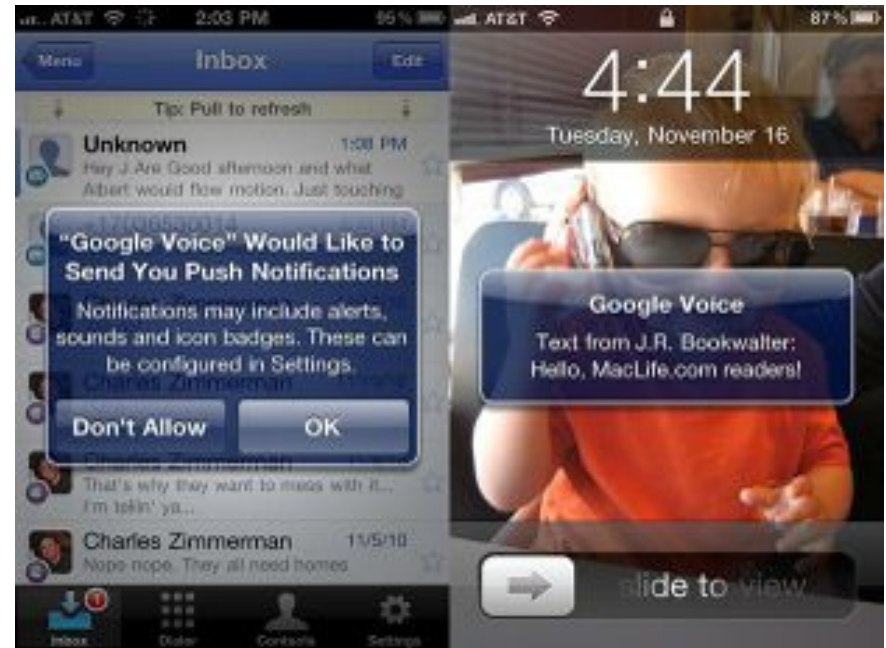 AT&T 2:03 PM 95%
Menu Inbox Edit
Tip: Pull to refresh
Unknown 1:08 PM
Hey J Are Good afternoon and what
Albert would flow motion. Just touching
"Google Voice" Would Like to
Send You Push Notifications
Notifications may include alerts,
sounds and icon badges. These can
be configured in Settings.
Charles Zimmerman
Don't Allow OK
That's why they want to mess with it...
I'm tellin' ya...
Charles Zimmerman 11/5/10
Nope nope. They all need homes
1
Inbox Dialer Contacts Settings
AT&T 87%
4:44
Tuesday, November 16
Google Voice
Text from J.R. Bookwalter:
Hello, MacLife.com readers!
slide to view